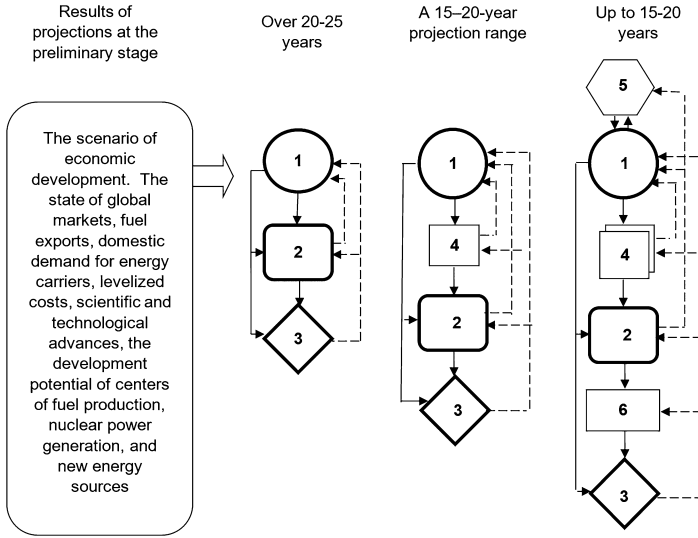 Results of
projections at the
preliminary stage
The scenario of
economic
development. The
state of global
markets, fuel
exports, domestic
demand for energy
carriers, levelized
costs, scientific and
technological
advances, the
development
potential of centers
of fuel production,
nuclear power
generation, and
new energy
sources
Over 20-25
years
1
2
3
A 15–20-year
projection range
1
4
2
3
Up to 15-20
years
5
1
4
2
6
3